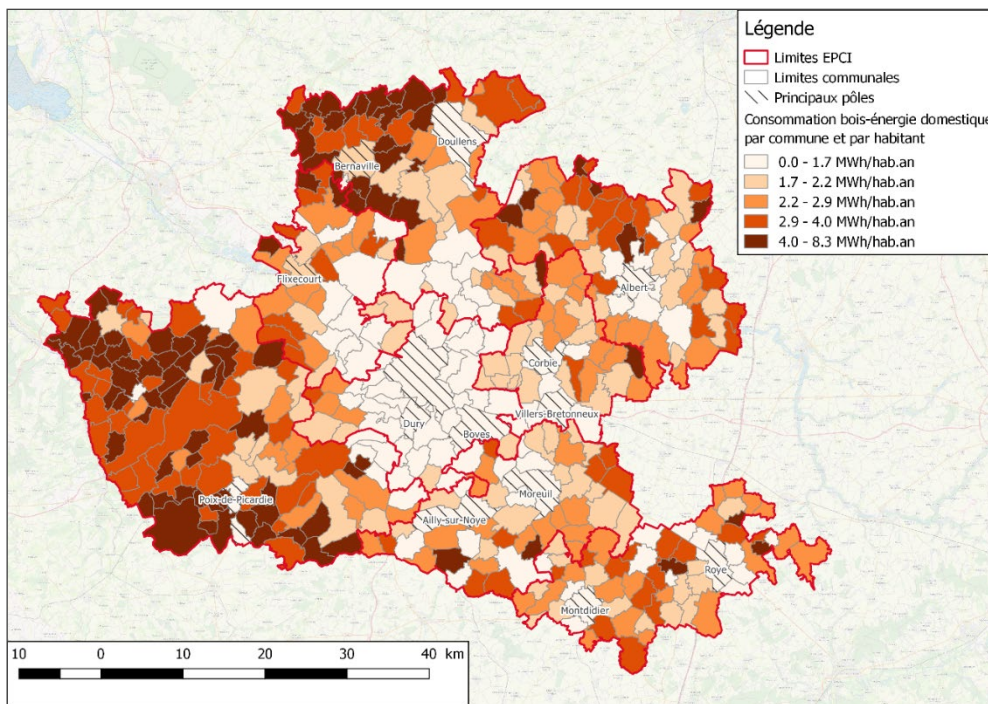 Légende
Limites EPCI
Limites communales
Principaux pôles
Consommation bois-énergie domestique
par commune et par habitant
0.0 - 1.7 MWh/hab.an
1.7 - 2.2 MWh/hab.an
2.2 - 2.9 MWh/hab.an
2.9 - 4.0 MWh/hab.an
4.0 - 8.3 MWh/hab.an
Doullens
Bernaville
Flixecourt
Albert
Corbie
Villers-Bretonneux
Dury
Boves
Moreuil
Poix-de-Picardie
Ailly-sur-Noye
Roye
Montdidier
10 0 10 20 30 40 km